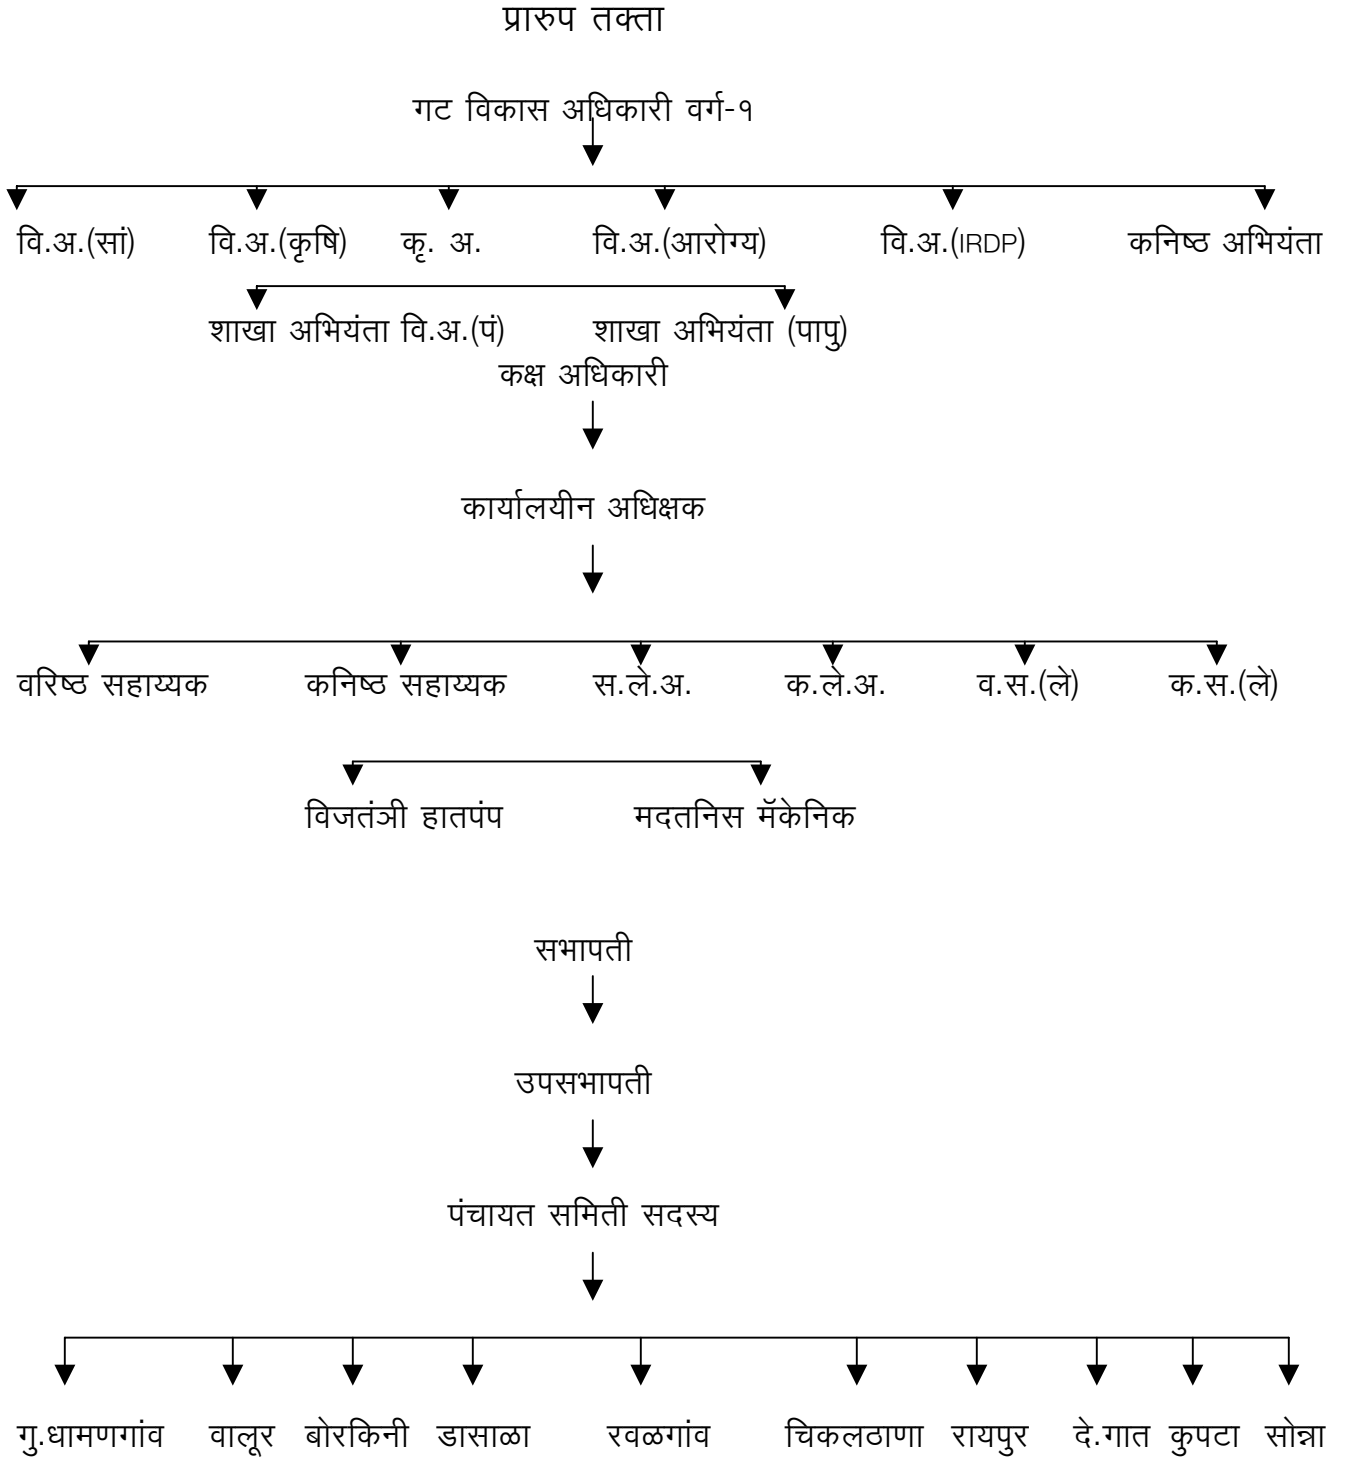 प्रारुप तक्ता
गट विकास अधिकारी वर्ग-१
वि.अ.(सां) वि.अ.(कृषि) कृ. अ. वि.अ.(आरोग्य) वि.अ.(IRDP) कनिष्ठ अभियंता
शाखा अभियंता वि.अ.(पं) शाखा अभियंता (पापु)
कक्ष अधिकारी
कार्यालयीन अधिक्षक
वरिष्ठ सहाय्यक कनिष्ठ सहाय्यक स.ले.अ. क.ले.अ. व.स.(ले) क.स.(ले)
विजतंञी हातपंप मदतनिस मॅकेनिक
सभापती
उपसभापती
पंचायत समिती सदस्य
गु.धामणगांव वालूर बोरकिनी डासाळा रवळगांव चिकलठाणा रायपुर दे.गात कुपटा सोन्ना